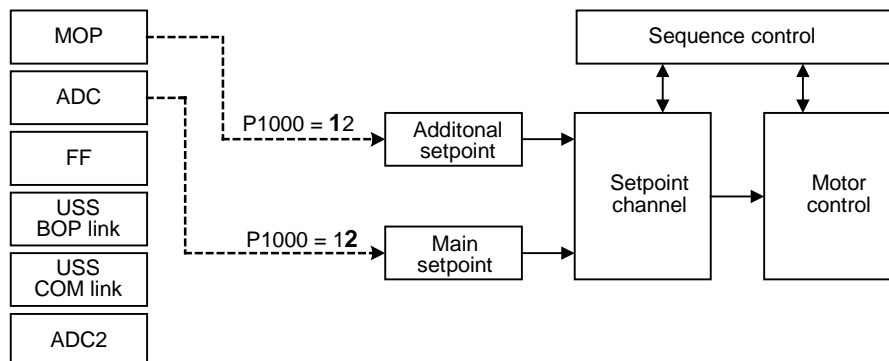 MOP
ADC
FF
USS
BOP link
USS
COM link
ADC2
P1000 = 12
P1000 = 12
Additonal
setpoint
Main
setpoint
Sequence control
Setpoint
channel
Motor
control